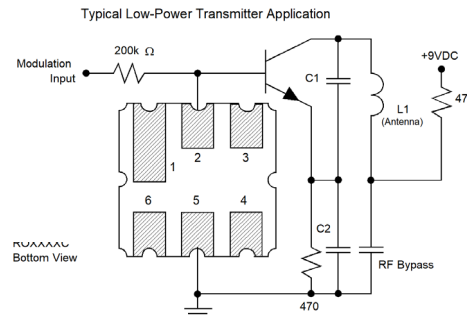 Typical Low-Power Transmitter Application
200k Ω
Modulation
Input
C1
+9VDC
47
L1
(Antenna)
1
2
3
6
5
4
C2
Bottom View
RF Bypass
470